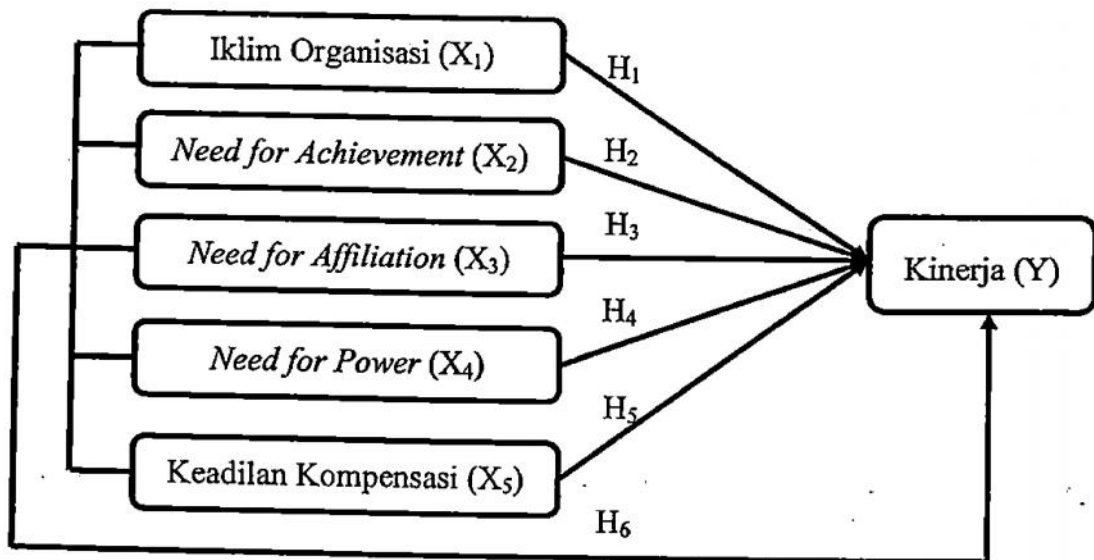 Iklim Organisasi (X₁)
H₁
Need for Achievement (X₂)
H₂
Need for Affiliation (X₃)
H₃
Kinerja (Y)
Need for Power (X₄)
H₄
Keadilan Kompensasi (X₅)
H₅
H₆